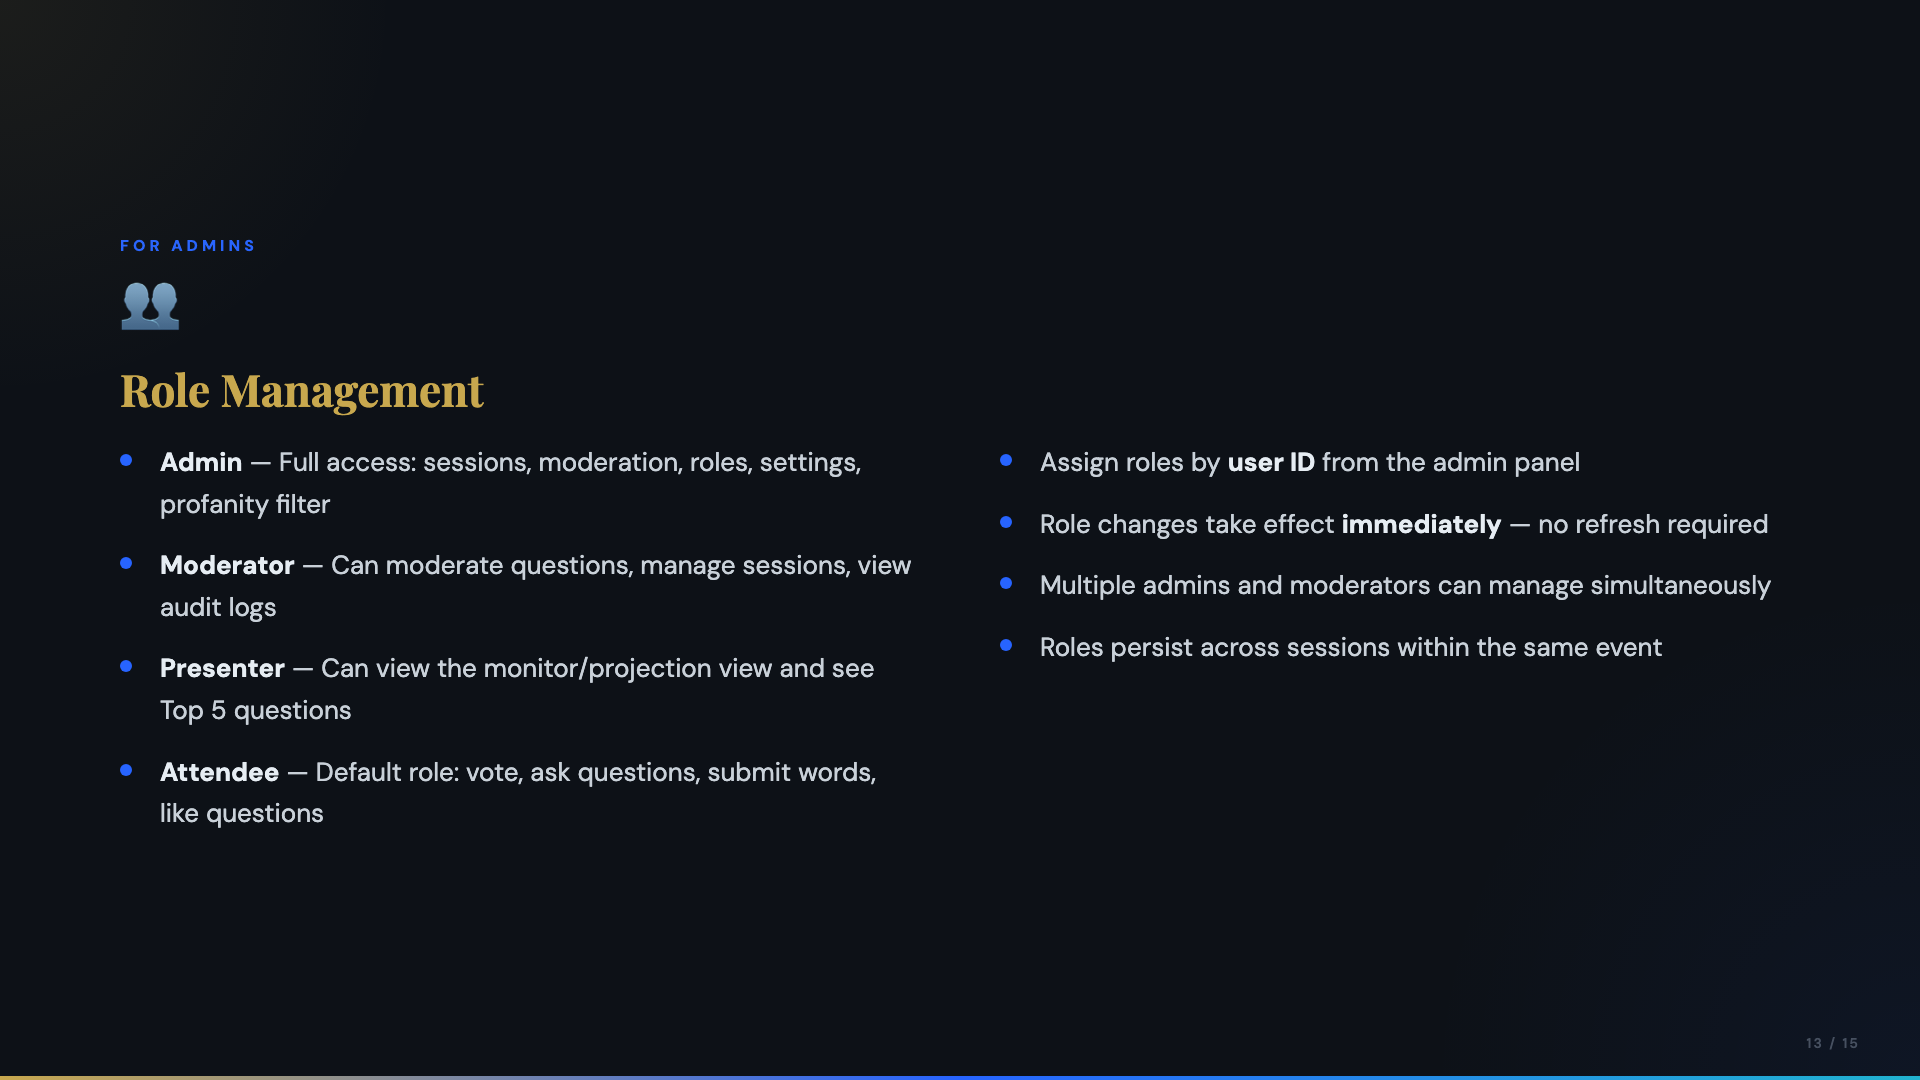 FOR ADMINS
Role Management
Admin — Full access: sessions, moderation, roles, settings,
profanity filter
Moderator — Can moderate questions, manage sessions, view
audit logs
Presenter — Can view the monitor/projection view and see
Top 5 questions
Attendee — Default role: vote, ask questions, submit words,
like questions
Assign roles by user ID from the admin panel
Role changes take effect immediately — no refresh required
Multiple admins and moderators can manage simultaneously
Roles persist across sessions within the same event
13 / 15